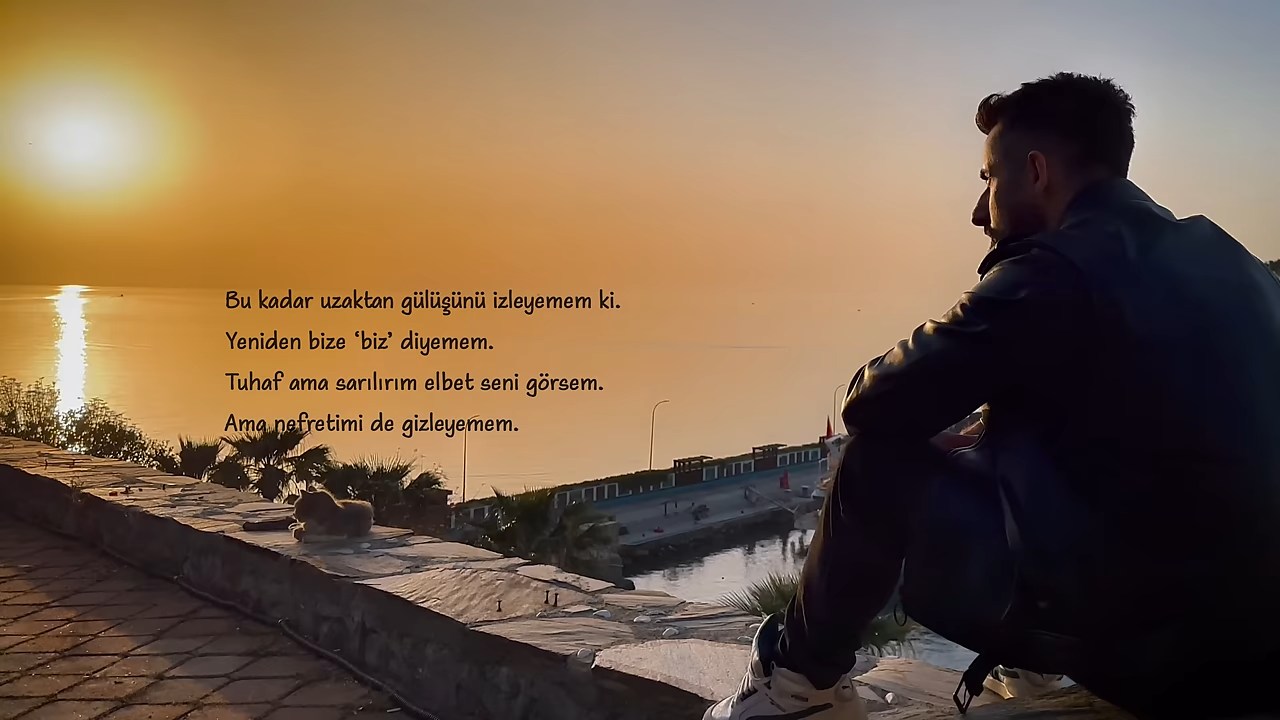 Bu kadar uzaktan gülüşünü izleyemem ki.
Yeniden bize ‘biz’ diyemem.
Tuhaf ama sarılırım elbet seni görsem.
Ama nefretimi de gizleyemem.